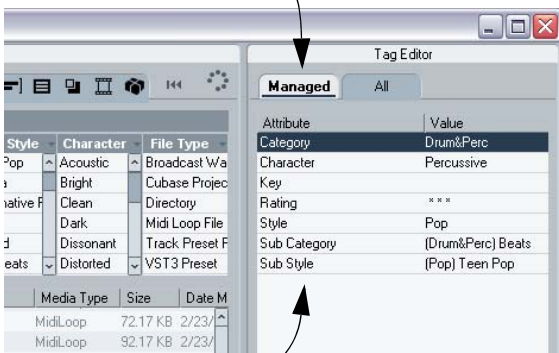 Tag Editor
Managed All
Attribute Value
Category Drum&Perc
Character Percussive
Key
Rating ***
Style Pop
Sub Category (Drum&Perc) Beats
Sub Style (Pop) Teen Pop
Style Character File Type
Pop Acoustic Broadcast Wa
Bright Cubase Projec
Clean Directory
Dark Midi Loop File
Dissonant Track Preset F
eats Distorted VST3 Preset
Media Type Size Date M
MidiLoop 72.17 KB 2/23/
MidiLoop 92.17 KB 2/23/